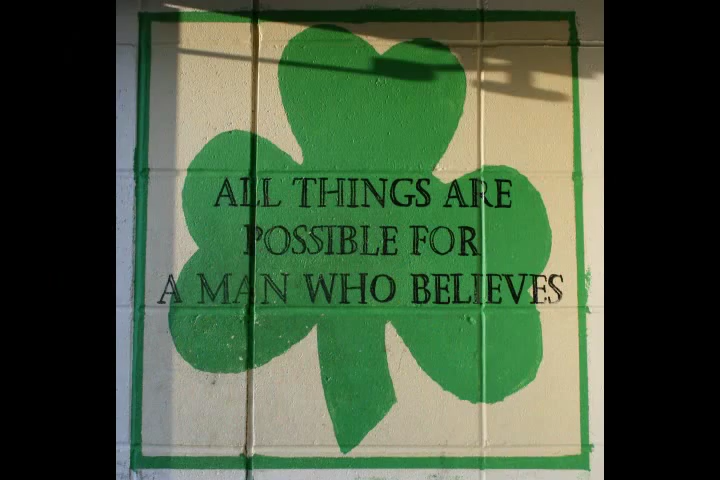 ALL THINGS ARE
POSSIBLE FOR
A MAN WHO BELIEVES